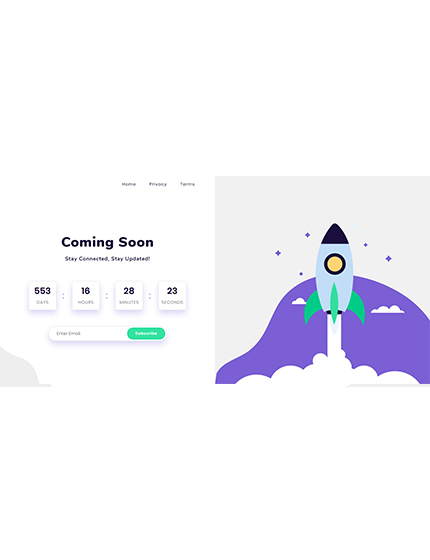 Home Privacy Terms
Coming Soon
Stay Connected, Stay Updated!
553 : 16 : 28 : 23
DAYS HOURS MINUTES SECONDS
Enter Email Subscribe